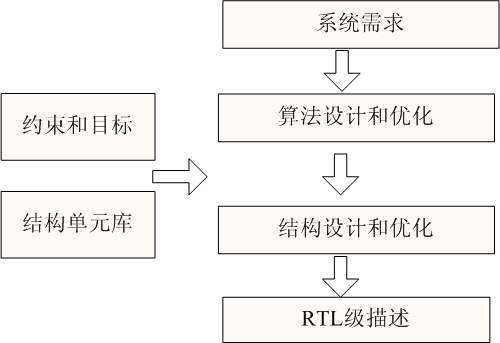 系统需求
约束和目标
算法设计和优化
结构单元库
结构设计和优化
RTL级描述